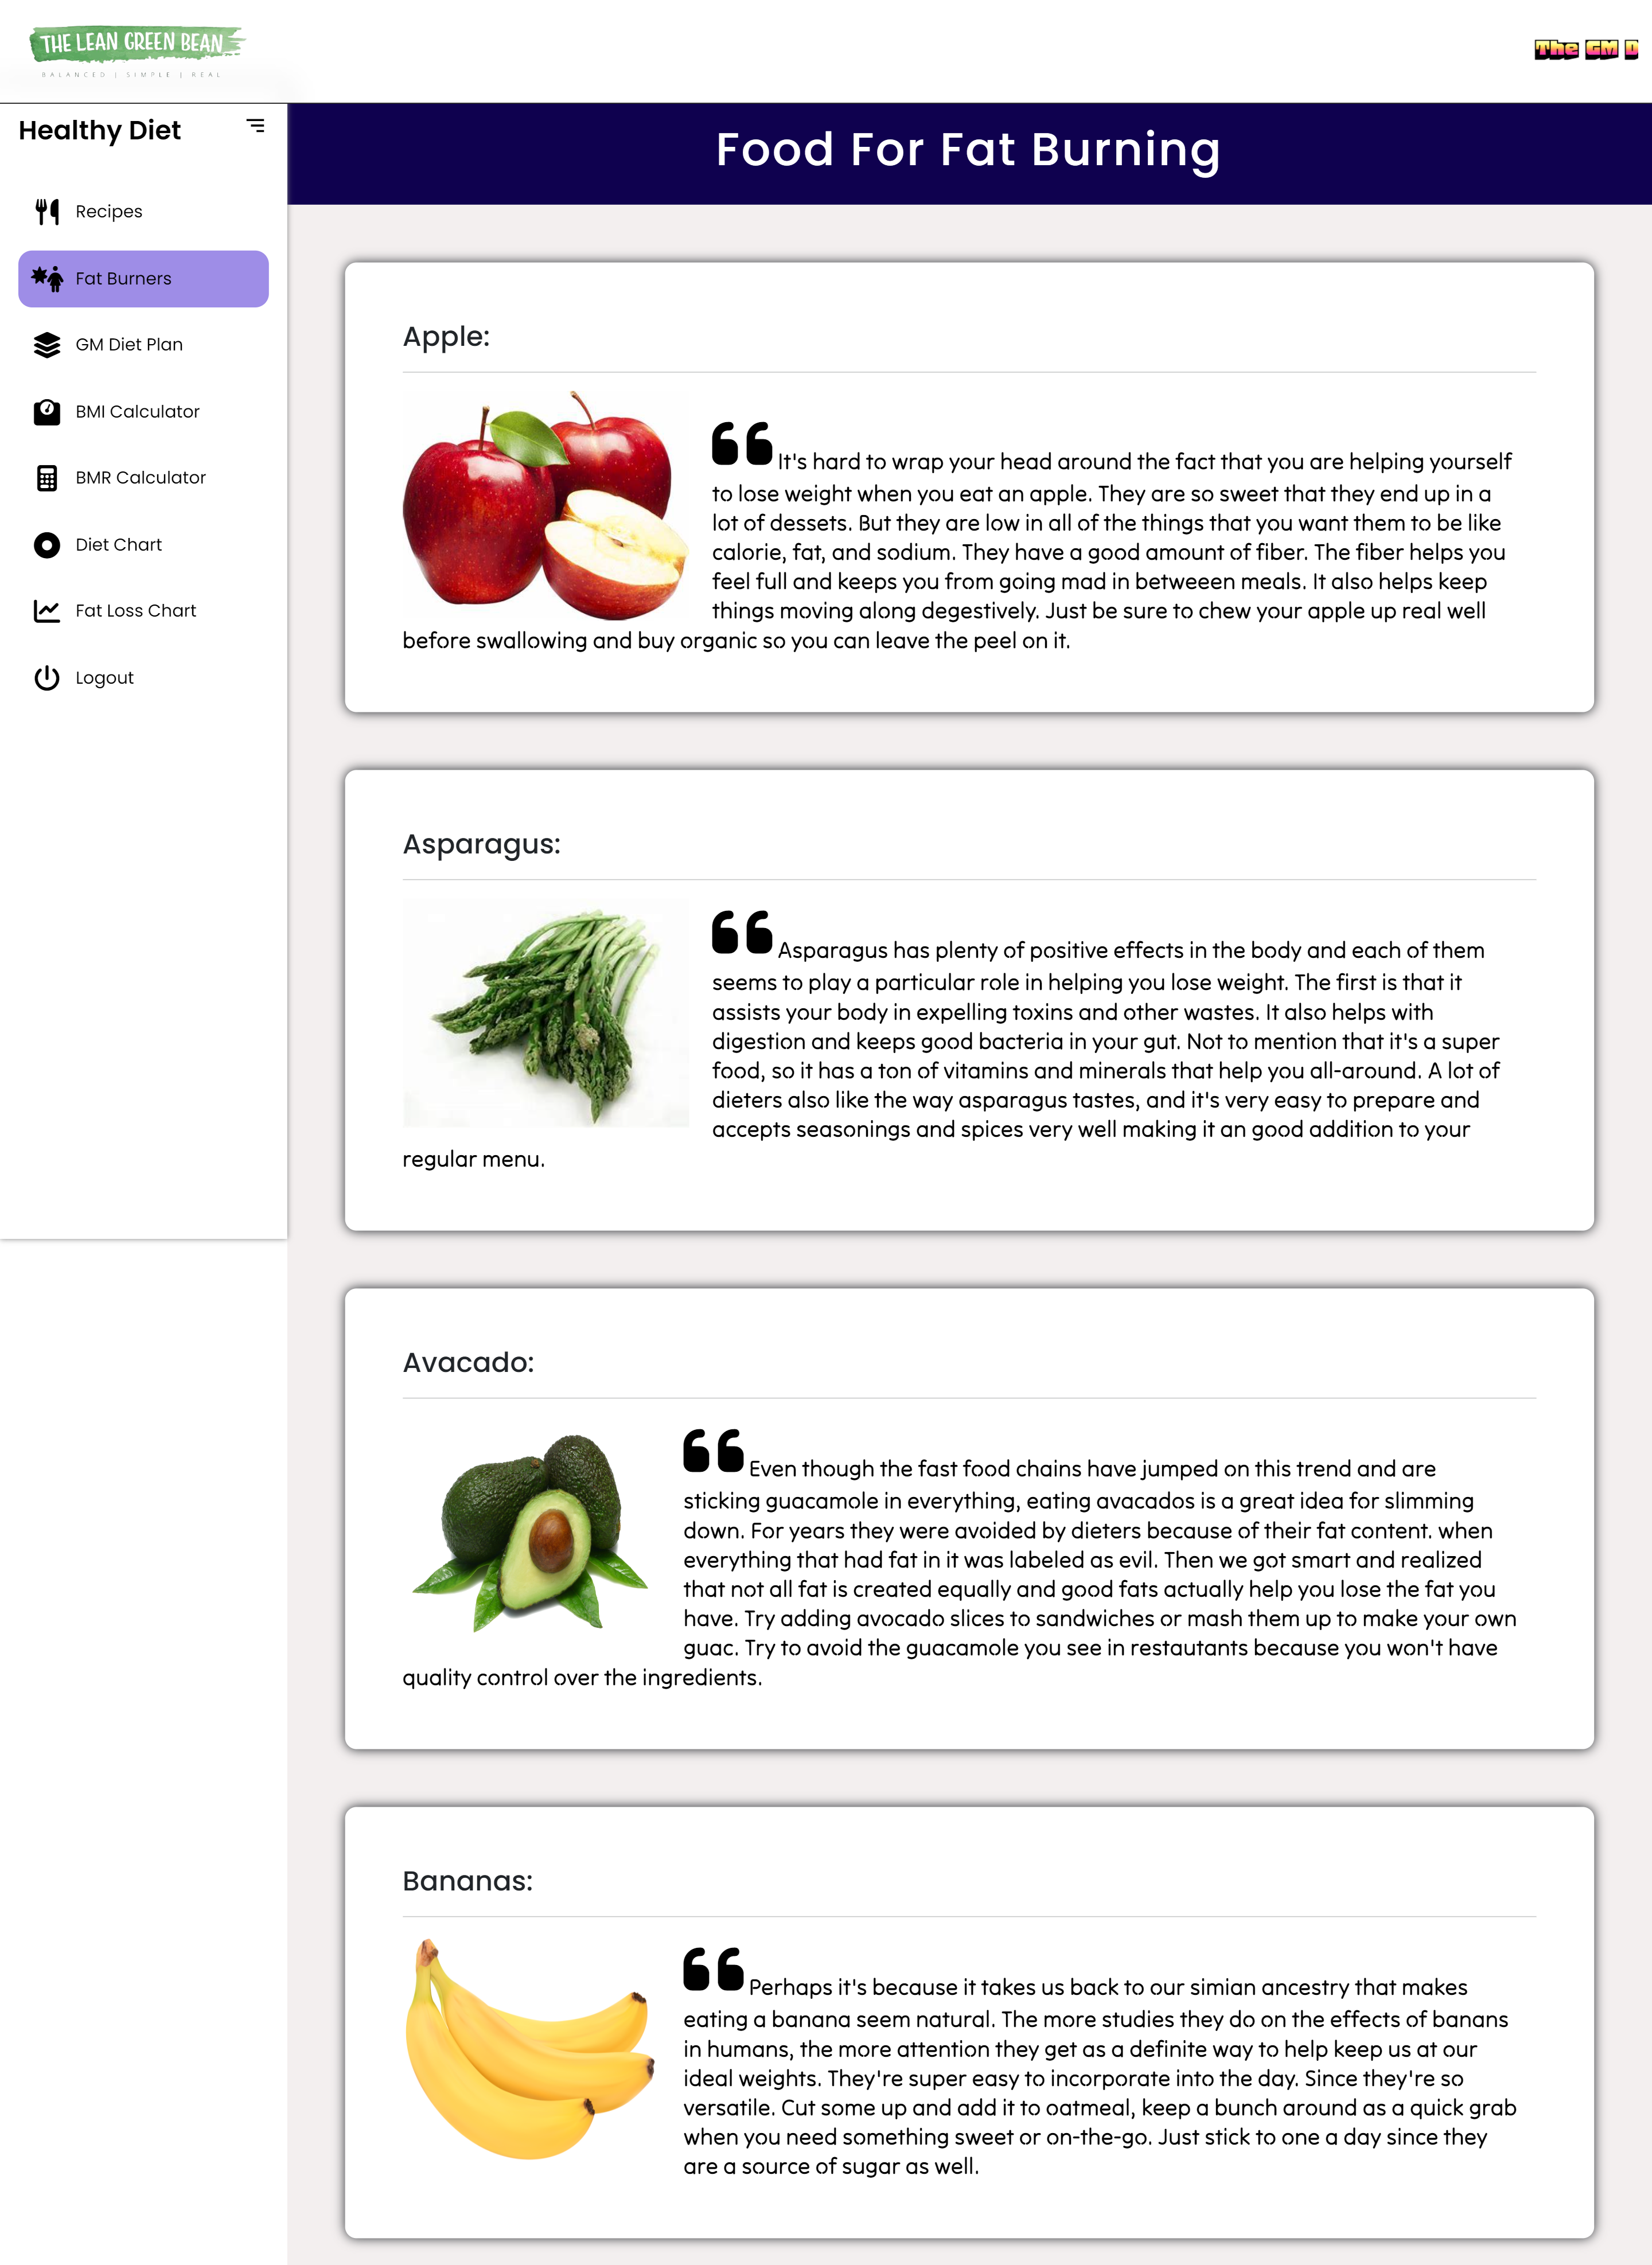 THE LEAN GREEN BEAN
BALANCED | SIMPLE | REAL
The GM D
Healthy Diet
Recipes
Fat Burners
GM Diet Plan
BMI Calculator
BMR Calculator
Diet Chart
Fat Loss Chart
Logout
Food For Fat Burning
Apple:
It's hard to wrap your head around the fact that you are helping yourself
to lose weight when you eat an apple. They are so sweet that they end up in a
lot of dessets. But they are low in all of the things that you want them to be like
calorie, fat, and sodium. They have a good amount of fiber. The fiber helps you
feel full and keeps you from going mad in betweeen meals. It also helps keep
things moving along degestively. Just be sure to chew your apple up real well
before swallowing and buy organic so you can leave the peel on it.
Asparagus:
Asparagus has plenty of positive effects in the body and each of them
seems to play a particular role in helping you lose weight. The first is that it
assists your body in expelling toxins and other wastes. It also helps with
digestion and keeps good bacteria in your gut. Not to mention that it's a super
food, so it has a ton of vitamins and minerals that help you all-around. A lot of
dieters also like the way asparagus tastes, and it's very easy to prepare and
accepts seasonings and spices very well making it an good addition to your
regular menu.
Avacado:
Even though the fast food chains have jumped on this trend and are
sticking guacamole in everything, eating avacados is a great idea for slimming
down. For years they were avoided by dieters because of their fat content. when
everything that had fat in it was labeled as evil. Then we got smart and realized
that not all fat is created equally and good fats actually help you lose the fat you
have. Try adding avocado slices to sandwiches or mash them up to make your own
guac. Try to avoid the guacamole you see in restautants because you won't have
quality control over the ingredients.
Bananas:
Perhaps it's because it takes us back to our simian ancestry that makes
eating a banana seem natural. The more studies they do on the effects of banans
in humans, the more attention they get as a definite way to help keep us at our
ideal weights. They're super easy to incorporate into the day. Since they're so
versatile. Cut some up and add it to oatmeal, keep a bunch around as a quick grab
when you need something sweet or on-the-go. Just stick to one a day since they
are a source of sugar as well.